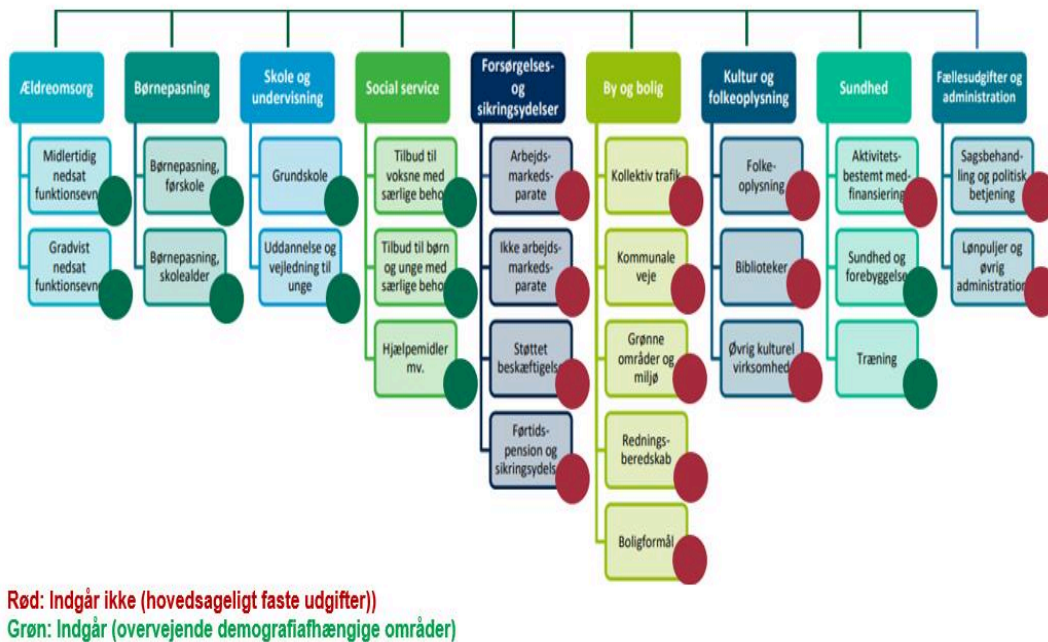 Ældreomsorg
Midlertidig
nedsat
funktionsevn
Gradvist
nedsat
funktionsevn
Børnepasning
Børnepasning,
førskole
Børnepasning,
skolealder
Skole og
undervisning
Grundskole
Uddannelse og
vejledning til
unge
Social service
Tilbud til
voksne med
særlige beho
Tilbud til børn
og unge med
særlige beho
Hjælpemidler
mv.
Forsørgelses-
og
sikringsydelser
Arbejds-
markeds-
parate
Ikke arbejds-
markeds-
parate
Støttet
beskæftigelse
Førtids-
pension og
sikringsydels
By og bolig
Kollektiv trafik
Kommunale
veje
Grønne
områder og
miljø
Rednings-
beredskab
Boligformål
Kultur og
folkeoplysning
Folke-
oplysning
Biblioteker
Øvrig kulturel
virksomhed
Sundhed
Aktivitets-
bestemt med-
finansiering
Sundhed og
forebyggelse
Træning
Fællesudgifter og
administration
Sagsbehand-
ling og politisk
betjening
Lønpuljer og
øvrig
administration
Rød: Indgår ikke (hovedsageligt faste udgifter))
Grøn: Indgår (overvejende demografiafhængige områder)